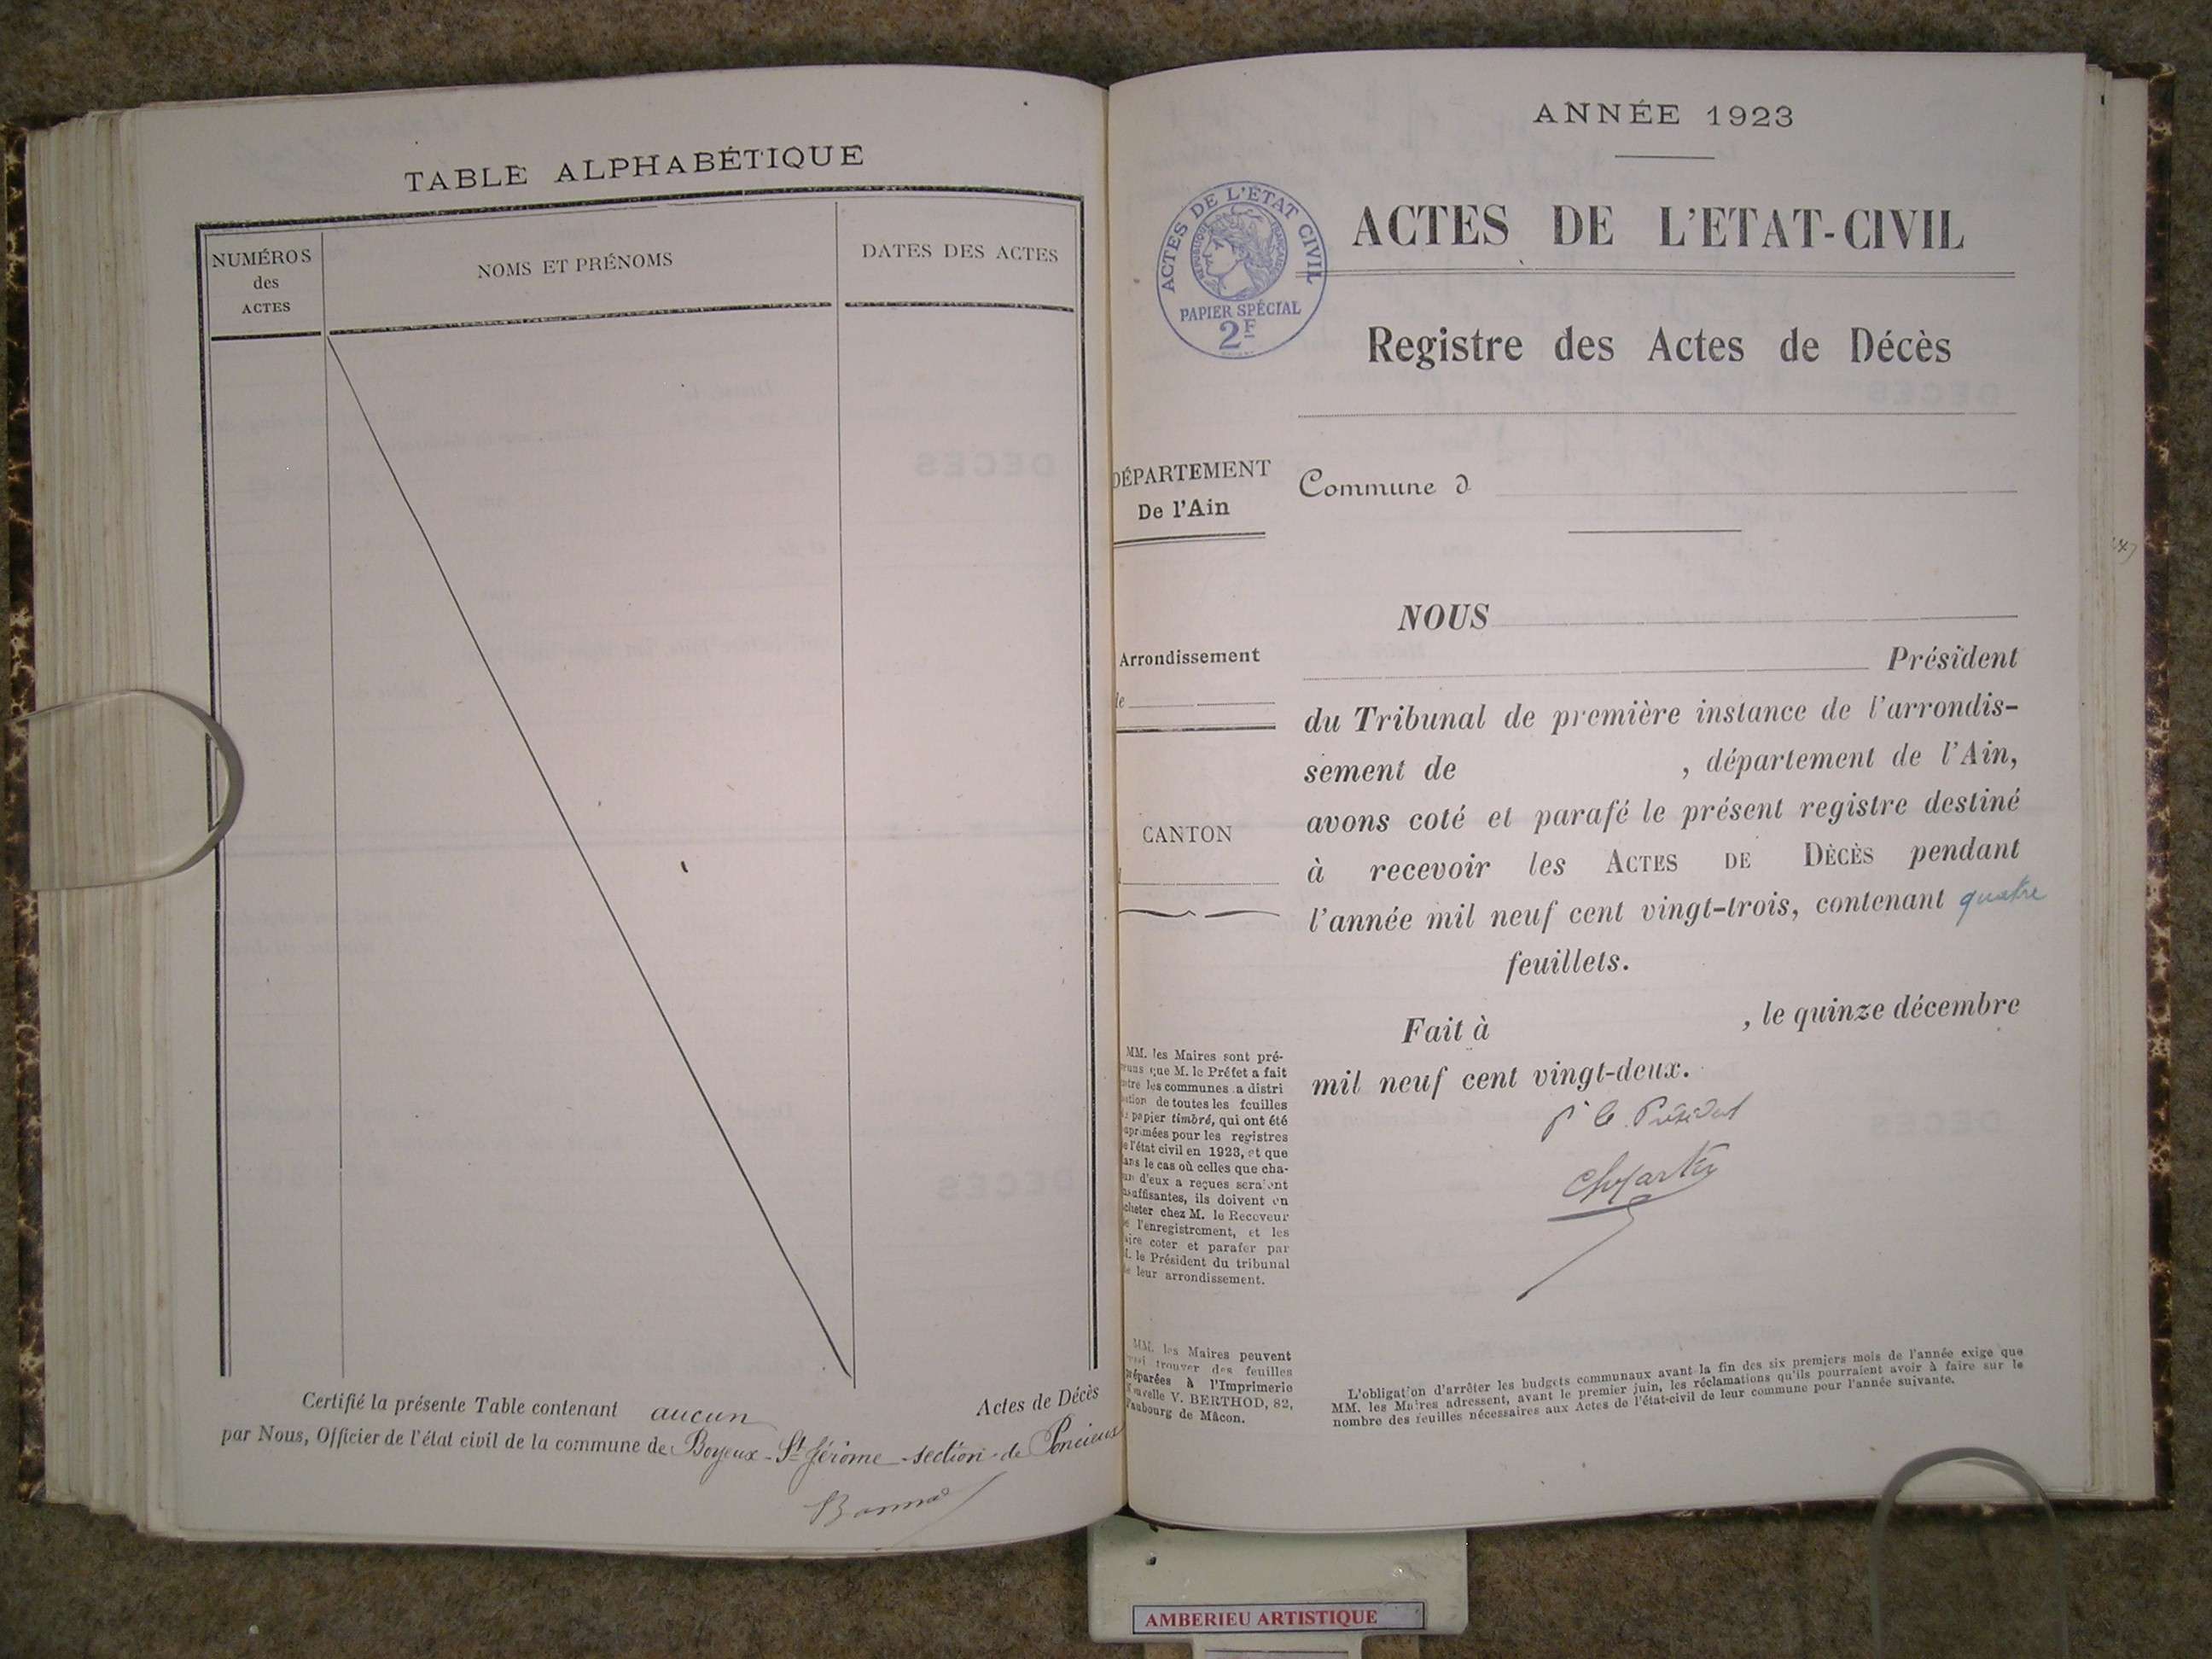 TABLE ALPHABÉTIQUE
NUMÉROS
des
ACTES
NOMS ET PRÉNOMS
DATES DES ACTES
Certifié la présente Table contenant aucun Actes de Décès
par Nous, Officier de l'état civil de la commune de Boyeux-St Jérome - section - de Poncieux
ANNÉE 1923
ACTES DE L'ÉTAT CIVIL
RÉPUBLIQUE FRANÇAISE
PAPIER SPÉCIAL
2F
ACTES DE L'ETAT-CIVIL
Registre des Actes de Décès
DÉPARTEMENT
De l'Ain
Commune d
Arrondissement
de
CANTON
NOUS
Président
du Tribunal de première instance de l'arrondis-
sement de , département de l'Ain,
avons coté et parafé le présent registre destiné
à recevoir les ACTES DE DÈCÈS pendant
l'année mil neuf cent vingt-trois, contenant quatre
feuillets.
Fait à , le quinze décembre
mil neuf cent vingt-deux.
pr le Président
MM. les Maires sont pré-
venus que M. le Préfet a fait
entre les communes a distri
bution de toutes les feuilles
de papier timbré, qui ont été
imprimées pour les registres
de l'état civil en 1923, et que
dans le cas où celles que cha-
cun d'eux a reçues seraient
insuffisantes, ils doivent en
acheter chez M. le Receveur
de l'enregistrement, et les
faire coter et parafer par
M. le Président du tribunal
de leur arrondissement.
MM. les Maires peuvent
aussi trouver des feuilles
préparées à l'Imprimerie
Nouvelle V. BERTHOD, 82,
Faubourg de Mâcon.
L'obligation d'arrêter les budgets communaux avant la fin des six premiers mois de l'année exige que
MM. les Maires adressent, avant le premier juin, les réclamations qu'ils pourraient avoir à faire sur le
nombre des feuilles nécessaires aux Actes de l'état-civil de leur commune pour l'année suivante.
AMBERIEU ARTISTIQUE